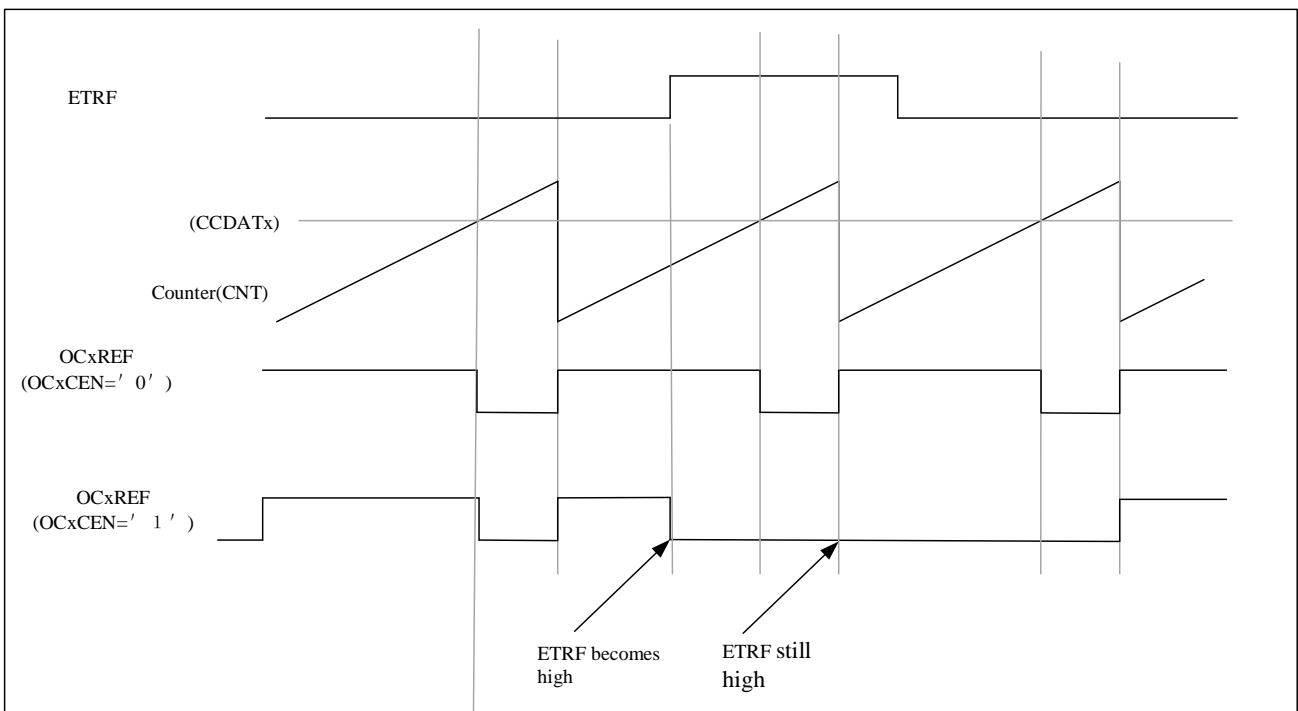 ETRF
(CCDATx)
Counter(CNT)
OCxREF
(OCxCEN=＇0＇)
OCxREF
(OCxCEN=＇ 1 ＇)
ETRF becomes
high
ETRF still
high